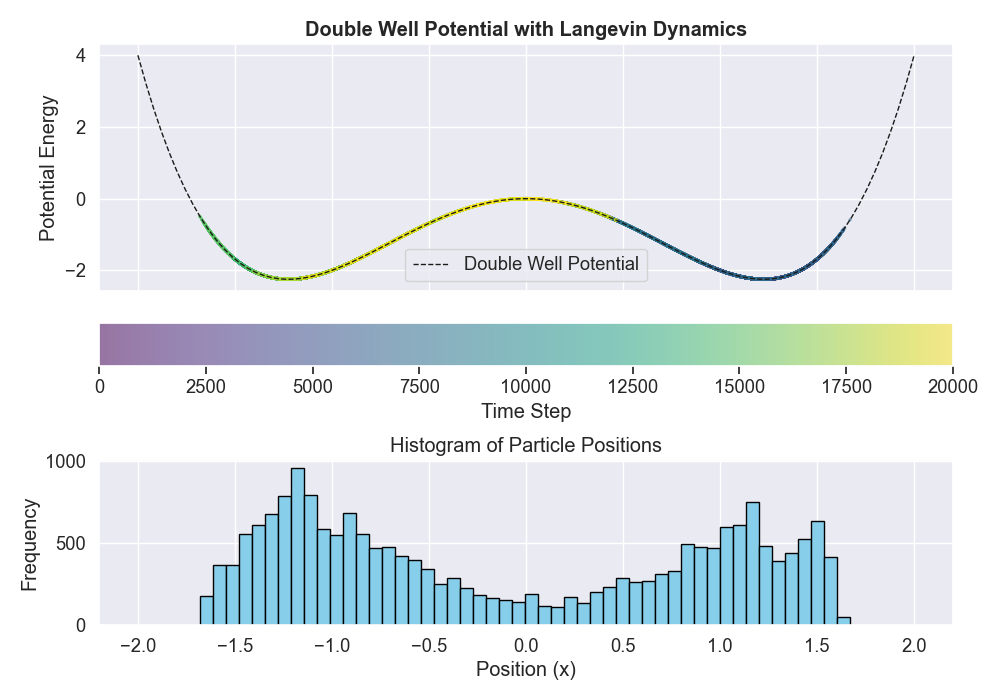 Double Well Potential with Langevin Dynamics
4
2
0
−2
Potential Energy
Double Well Potential
0 2500 5000 7500 10000 12500 15000 17500 20000
Time Step
Histogram of Particle Positions
1000
500
0
Frequency
−2.0 −1.5 −1.0 −0.5 0.0 0.5 1.0 1.5 2.0
Position (x)